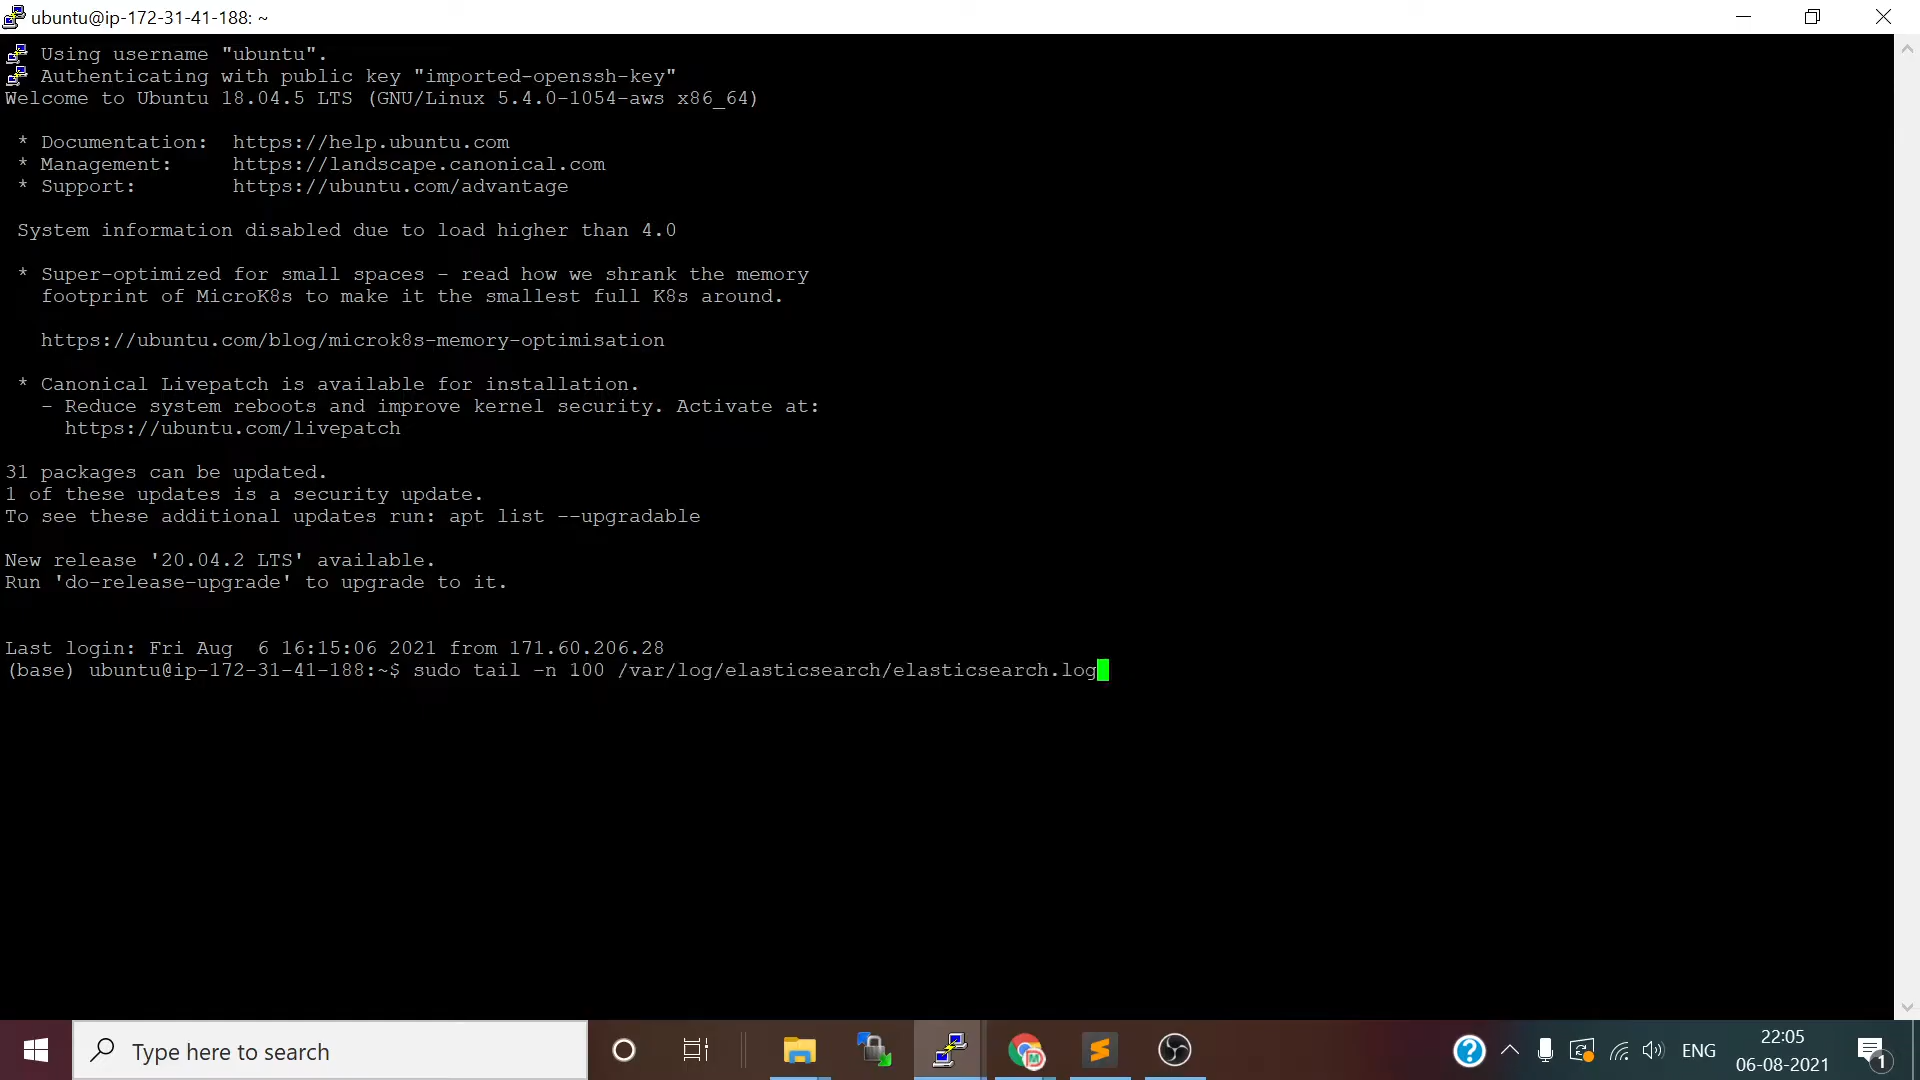 ubuntu@ip-172-31-41-188: ~
Using username "ubuntu".
Authenticating with public key "imported-openssh-key"
Welcome to Ubuntu 18.04.5 LTS (GNU/Linux 5.4.0-1054-aws x86_64)
* Documentation:  https://help.ubuntu.com
* Management:     https://landscape.canonical.com
* Support:        https://ubuntu.com/advantage
System information disabled due to load higher than 4.0
* Super-optimized for small spaces - read how we shrank the memory
footprint of MicroK8s to make it the smallest full K8s around.
https://ubuntu.com/blog/microk8s-memory-optimisation
* Canonical Livepatch is available for installation.
- Reduce system reboots and improve kernel security. Activate at:
https://ubuntu.com/livepatch
31 packages can be updated.
1 of these updates is a security update.
To see these additional updates run: apt list --upgradable
New release '20.04.2 LTS' available.
Run 'do-release-upgrade' to upgrade to it.
Last login: Fri Aug  6 16:15:06 2021 from 171.60.206.28
(base) ubuntu@ip-172-31-41-188:~$ sudo tail -n 100 /var/log/elasticsearch/elasticsearch.log
Type here to search
ENG
22:05
06-08-2021
1